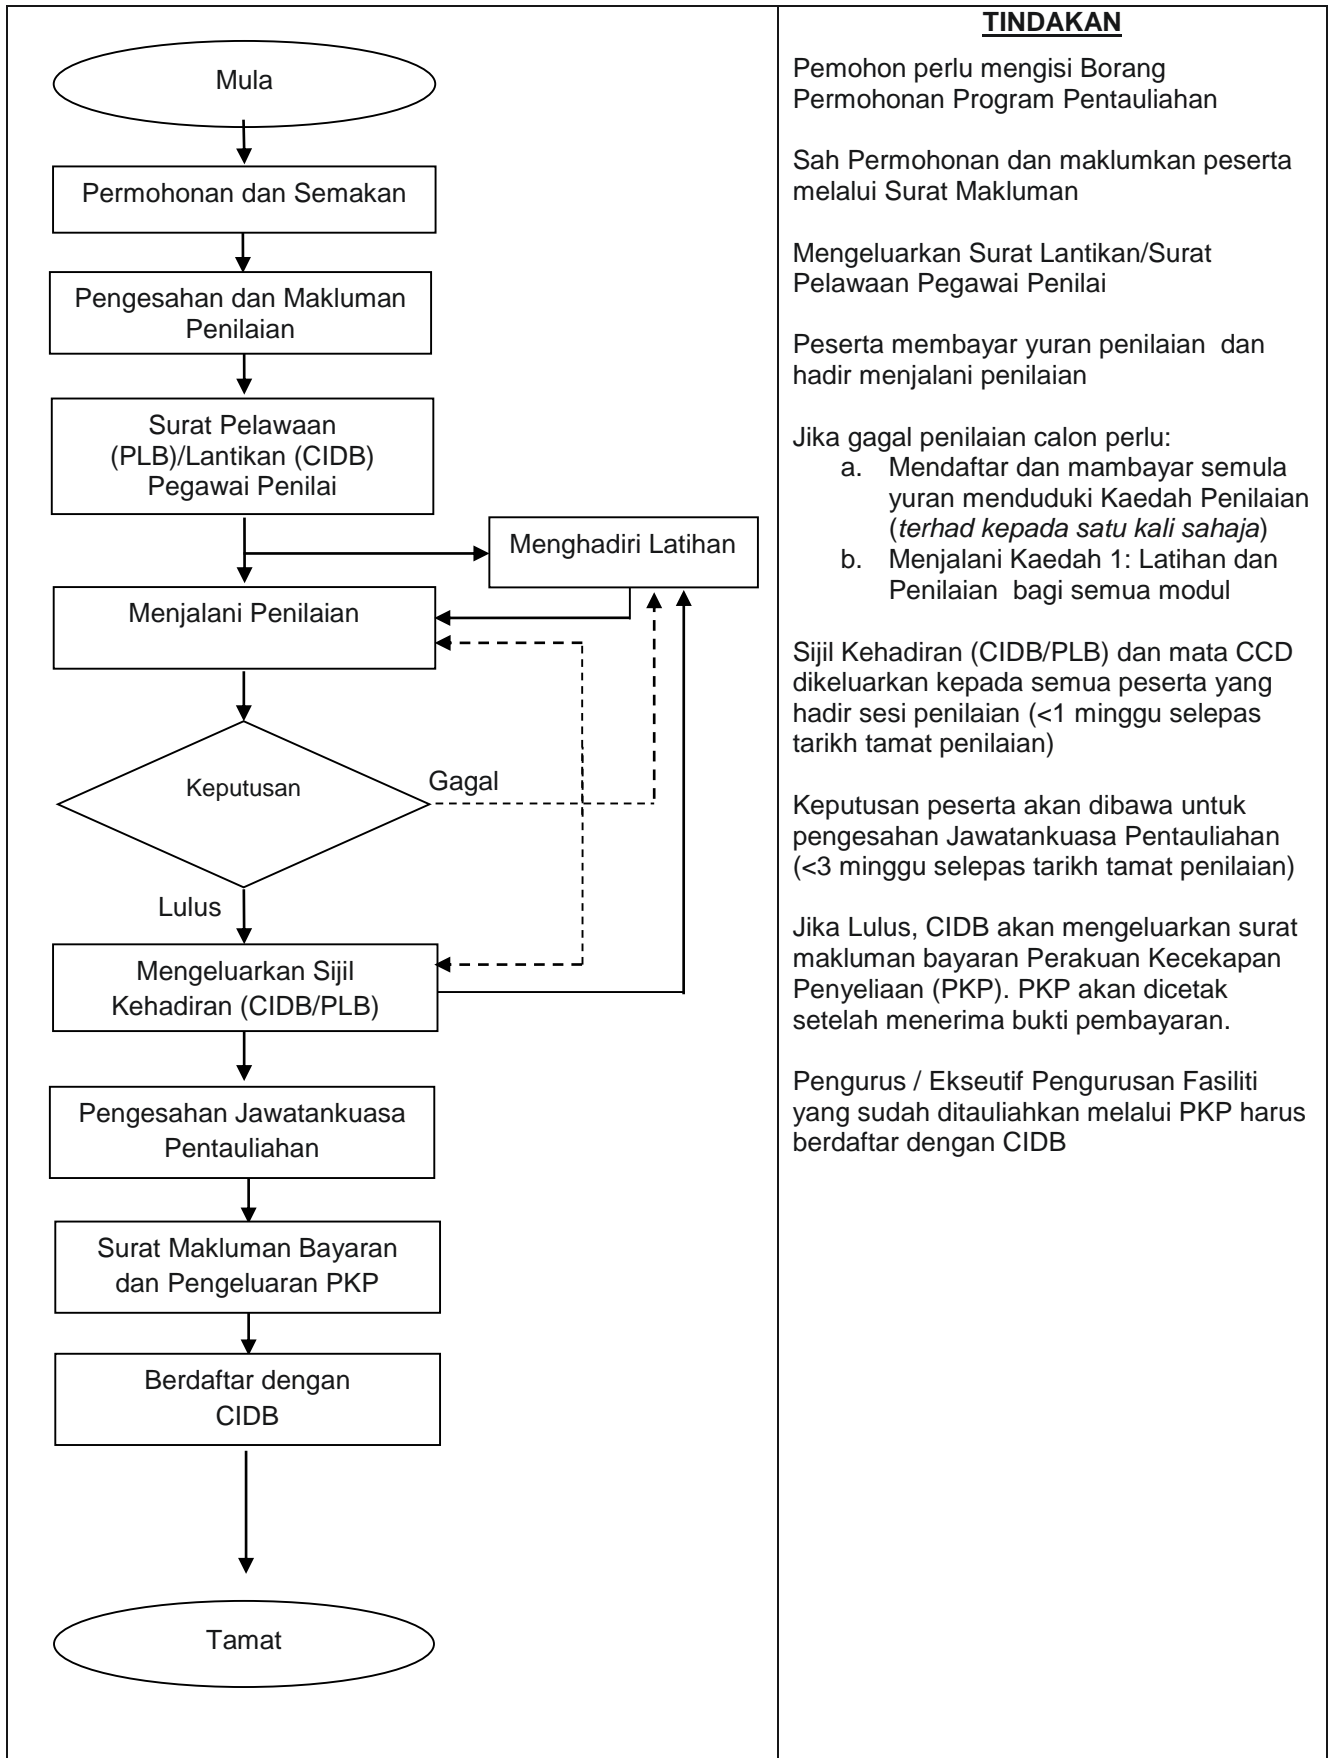 Mula
Permohonan dan Semakan
Pengesahan dan Makluman
Penilaian
Surat Pelawaan
(PLB)/Lantikan (CIDB)
Pegawai Penilai
Menghadiri Latihan
Menjalani Penilaian
Keputusan
Gagal
Lulus
Mengeluarkan Sijil
Kehadiran (CIDB/PLB)
Pengesahan Jawatankuasa
Pentauliahan
Surat Makluman Bayaran
dan Pengeluaran PKP
Berdaftar dengan
CIDB
Tamat
TINDAKAN
Pemohon perlu mengisi Borang
Permohonan Program Pentauliahan
Sah Permohonan dan maklumkan peserta
melalui Surat Makluman
Mengeluarkan Surat Lantikan/Surat
Pelawaan Pegawai Penilai
Peserta membayar yuran penilaian dan
hadir menjalani penilaian
Jika gagal penilaian calon perlu:
a. Mendaftar dan mambayar semula
yuran menduduki Kaedah Penilaian
(terhad kepada satu kali sahaja)
b. Menjalani Kaedah 1: Latihan dan
Penilaian bagi semua modul
Sijil Kehadiran (CIDB/PLB) dan mata CCD
dikeluarkan kepada semua peserta yang
hadir sesi penilaian (<1 minggu selepas
tarikh tamat penilaian)
Keputusan peserta akan dibawa untuk
pengesahan Jawatankuasa Pentauliahan
(<3 minggu selepas tarikh tamat penilaian)
Jika Lulus, CIDB akan mengeluarkan surat
makluman bayaran Perakuan Kecekapan
Penyeliaan (PKP). PKP akan dicetak
setelah menerima bukti pembayaran.
Pengurus / Ekseutif Pengurusan Fasiliti
yang sudah ditauliahkan melalui PKP harus
berdaftar dengan CIDB